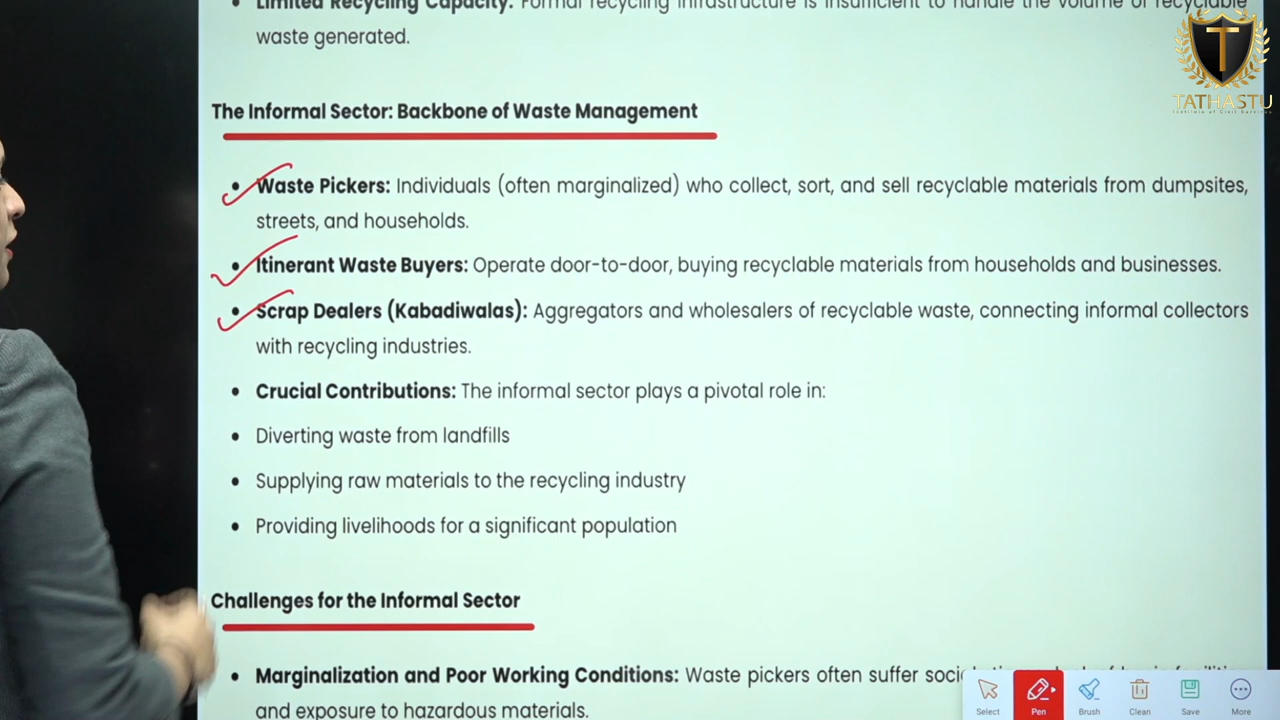 Limited Recycling Capacity: Formal recycling infrastructure is insufficient to handle the volume of recyclable
waste generated.
TATHASTU
Institute of Civil Services
The Informal Sector: Backbone of Waste Management
• Waste Pickers: Individuals (often marginalized) who collect, sort, and sell recyclable materials from dumpsites,
streets, and households.
• Itinerant Waste Buyers: Operate door-to-door, buying recyclable materials from households and businesses.
• Scrap Dealers (Kabadiwalas): Aggregators and wholesalers of recyclable waste, connecting informal collectors
with recycling industries.
• Crucial Contributions: The informal sector plays a pivotal role in:
• Diverting waste from landfills
• Supplying raw materials to the recycling industry
• Providing livelihoods for a significant population
Challenges for the Informal Sector
• Marginalization and Poor Working Conditions: Waste pickers often suffer
and exposure to hazardous materials.
Select Pen Brush Clean Save More